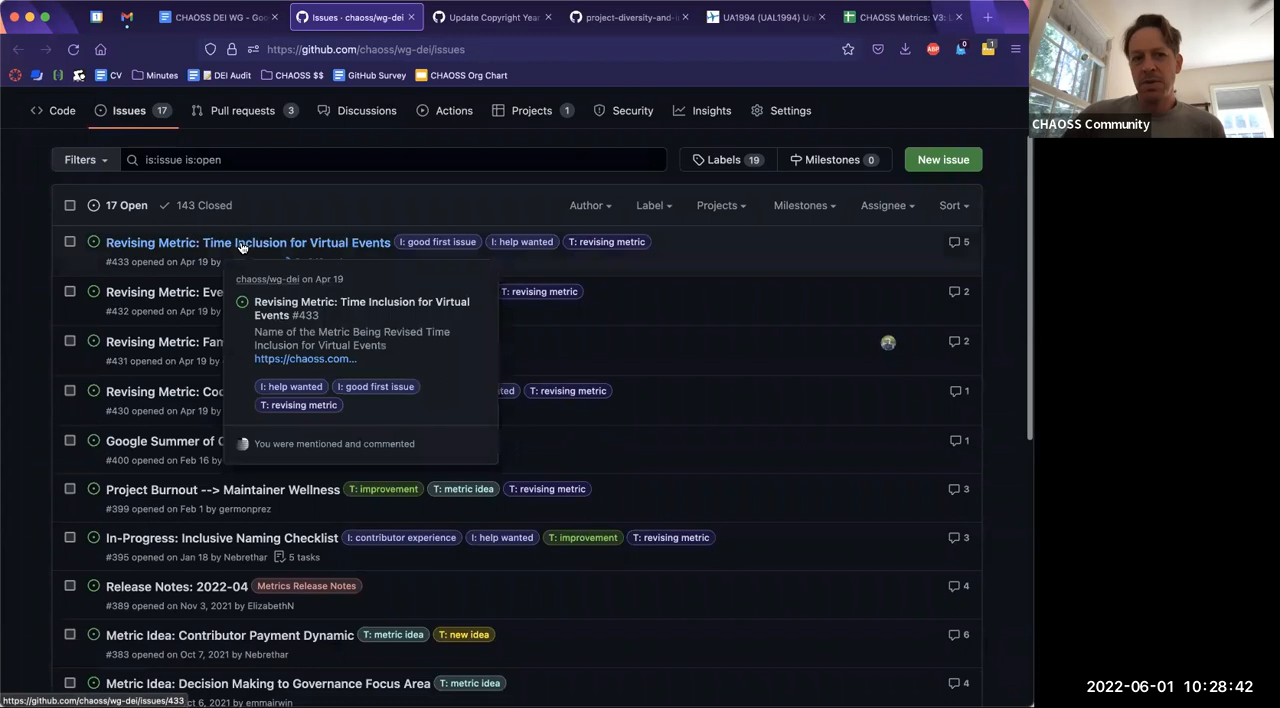 CHAOSS DEI WG - Go
Issues · chaoss/wg-dei
Update Copyright Year
project-diversity-and-
UA1994 (UAL1994) Un
CHAOSS Metrics: V3: L
https://github.com/chaoss/wg-dei/issues
ABP
0
1
CV
Minutes
DEI Audit
CHAOSS $$
GitHub Survey
CHAOSS Org Chart
CHAOSS Community
Code
Issues 17
Pull requests 3
Discussions
Actions
Projects 1
Security
Insights
Settings
Filters
is:issue is:open
Labels 19
Milestones 0
New issue
17 Open
143 Closed
Author
Label
Projects
Milestones
Assignee
Sort
Revising Metric: Time Inclusion for Virtual Events I: good first issue I: help wanted T: revising metric 5
#433 opened on Apr 19 by
chaoss/wg-dei on Apr 19
Revising Metric: Time Inclusion for Virtual
Events #433
Name of the Metric Being Revised Time
Inclusion for Virtual Events
https://chaoss.com...
I: help wanted I: good first issue
T: revising metric
You were mentioned and commented
Revising Metric: Eve T: revising metric 2
#432 opened on Apr 19 by
Revising Metric: Fam 2
#431 opened on Apr 19 by
Revising Metric: Coc ted T: revising metric 1
#430 opened on Apr 19 by
Google Summer of C 1
#400 opened on Feb 16 by
Project Burnout --> Maintainer Wellness T: improvement T: metric idea T: revising metric 3
#399 opened on Feb 1 by germonprez
In-Progress: Inclusive Naming Checklist I: contributor experience I: help wanted T: improvement T: revising metric 3
#395 opened on Jan 18 by Nebrethar 5 tasks
Release Notes: 2022-04 Metrics Release Notes 4
#389 opened on Nov 3, 2021 by ElizabethN
Metric Idea: Contributor Payment Dynamic T: metric idea T: new idea 6
#383 opened on Oct 7, 2021 by Nebrethar
Metric Idea: Decision Making to Governance Focus Area T: metric idea 4
https://github.com/chaoss/wg-dei/issues/433
ct 6, 2021 by emmairwin
2022-06-01 10:28:42